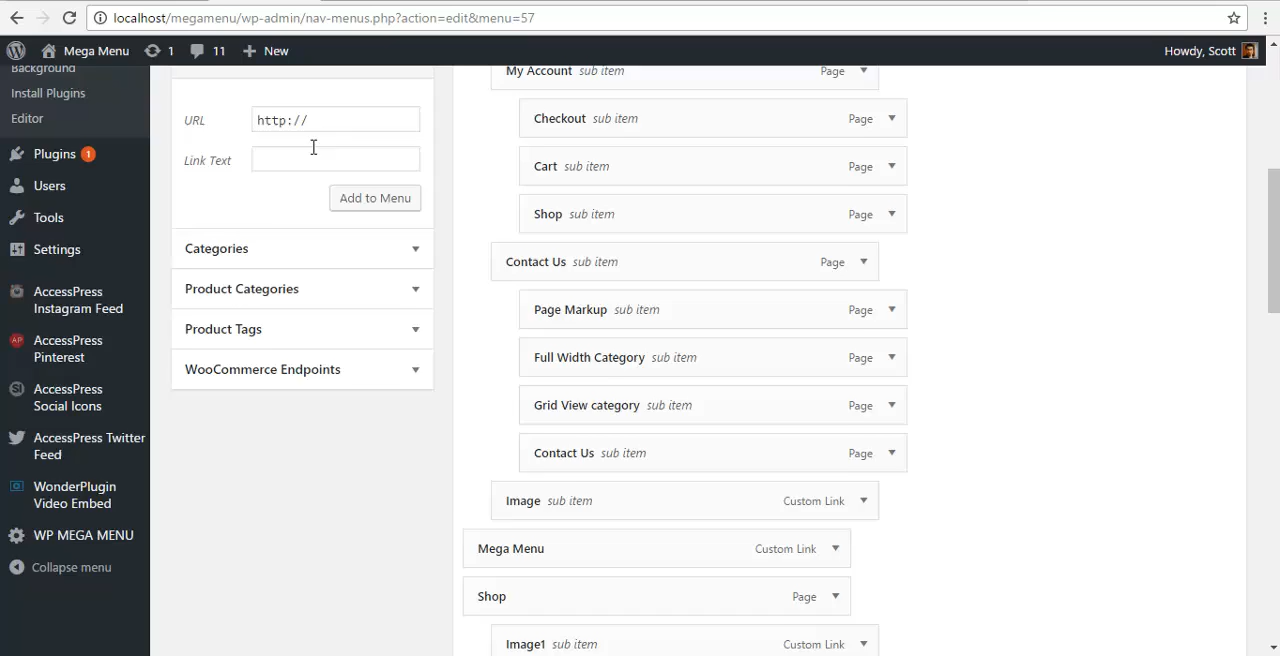 localhost/megamenu/wp-admin/nav-menus.php?action=edit&menu=57
Mega Menu 1 11 New Howdy, Scott
Background
Install Plugins
Editor
Plugins 1
Users
Tools
Settings
AccessPress
Instagram Feed
AccessPress
Pinterest
AccessPress
Social Icons
AccessPress Twitter
Feed
WonderPlugin
Video Embed
WP MEGA MENU
Collapse menu
URL http://
Link Text
Add to Menu
Categories
Product Categories
Product Tags
WooCommerce Endpoints
My Account sub item Page
Checkout sub item Page
Cart sub item Page
Shop sub item Page
Contact Us sub item Page
Page Markup sub item Page
Full Width Category sub item Page
Grid View category sub item Page
Contact Us sub item Page
Image sub item Custom Link
Mega Menu Custom Link
Shop Page
Image1 sub item Custom Link